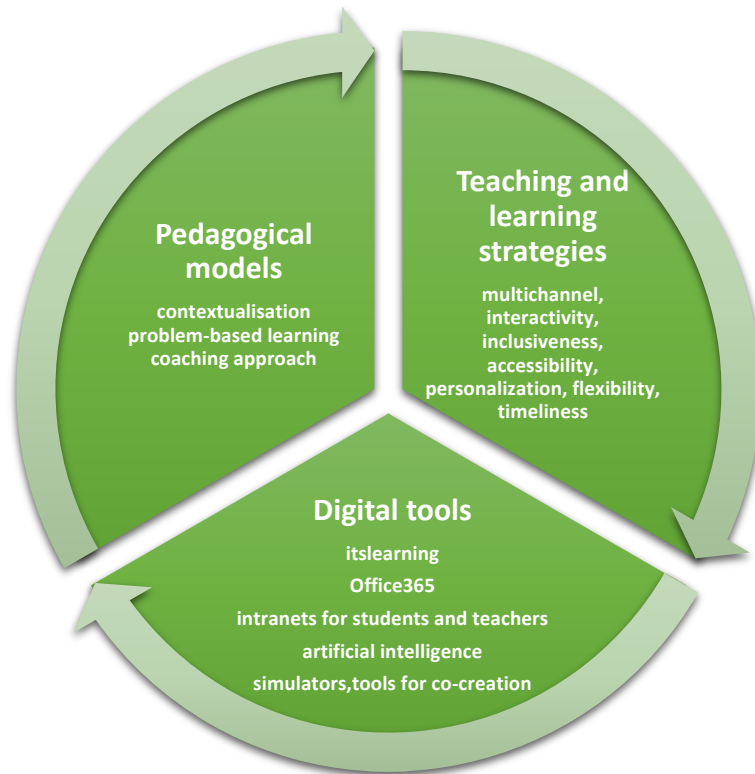 Pedagogical
models
contextualisation
problem-based learning
coaching approach
Teaching and
learning
strategies
multichannel,
interactivity,
inclusiveness,
accessibility,
personalization, flexibility,
timeliness
Digital tools
itslearning
Office365
intranets for students and teachers
artificial intelligence
simulators,tools for co-creation